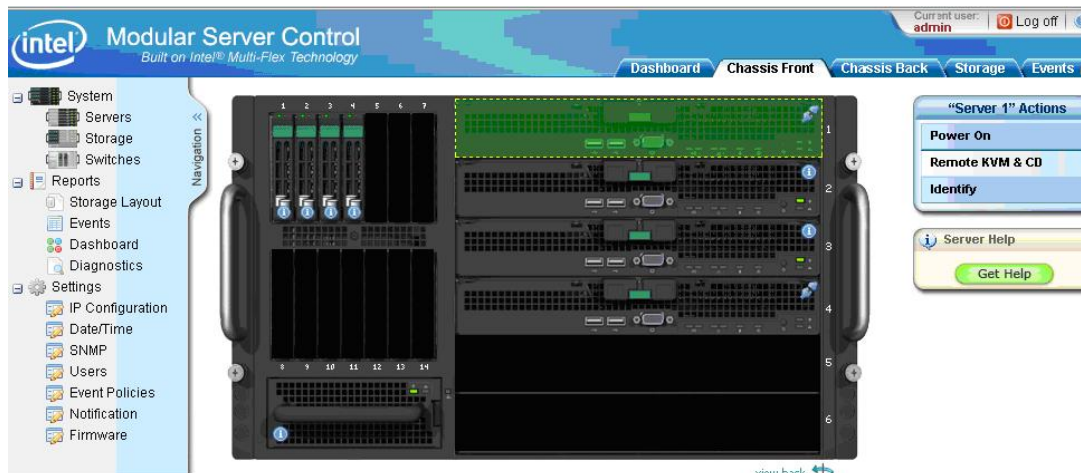 intel
Modular Server Control
Built on Intel® Multi-Flex Technology
Current user:
admin
Log off
Dashboard
Chassis Front
Chassis Back
Storage
Events
System
Servers
Storage
Switches
Reports
Storage Layout
Events
Dashboard
Diagnostics
Settings
IP Configuration
Date/Time
SNMP
Users
Event Policies
Notification
Firmware
Navigation
1 2 3 4 5 6 7
8 9 10 11 12 13 14
1
2
3
4
5
6
view back
"Server 1" Actions
Power On
Remote KVM & CD
Identify
Server Help
Get Help